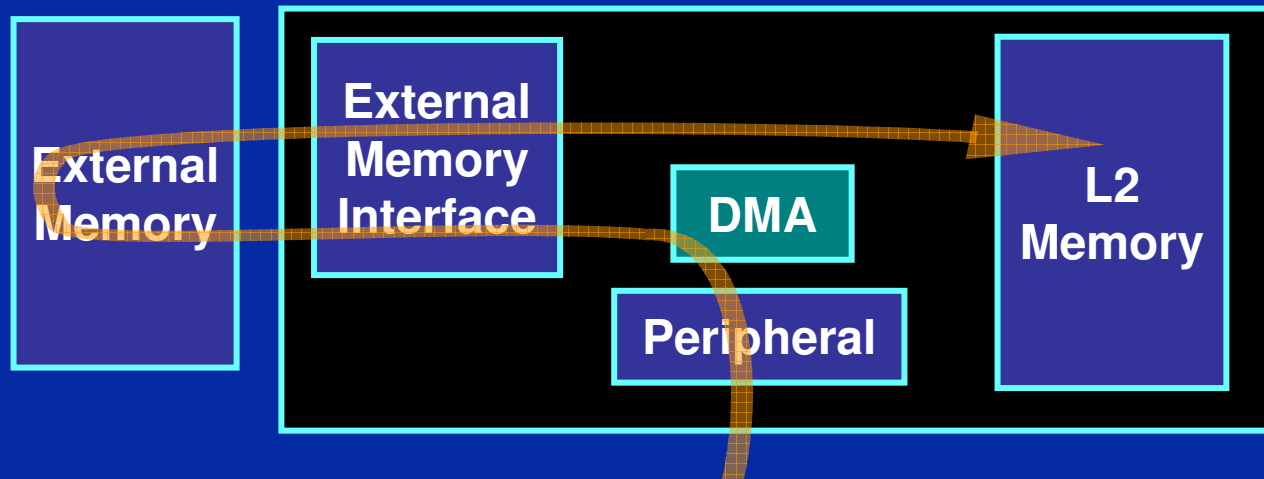 External
Memory
External
Memory
Interface
DMA
Peripheral
L2
Memory